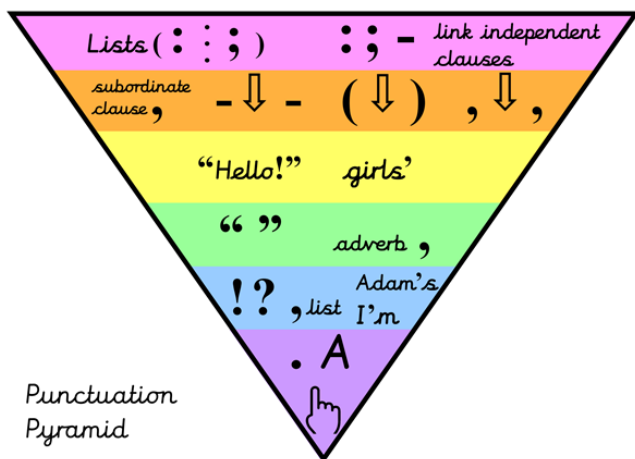 Lists ( : ⋮ ; ) : ; - link independent
clauses
subordinate
clause, - ⇩ - ( ⇩ ) , ⇩ ,
“Hello!” girls’
“ ” adverb ,
! ? , list Adam’s
I’m
. A
Punctuation
Pyramid